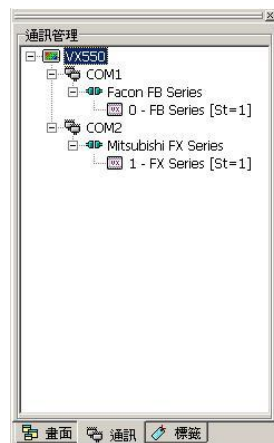 通訊管理
VX550
COM1
Facon FB Series
0 - FB Series [St=1]
COM2
Mitsubishi FX Series
1 - FX Series [St=1]
畫面 通訊 標籤